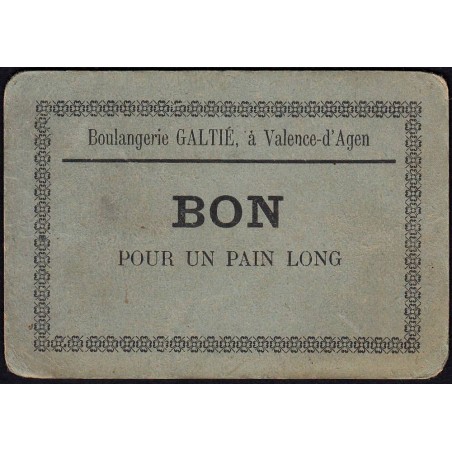 Boulangerie GALTIÉ, à Valence-d'Agen
BON
POUR UN PAIN LONG